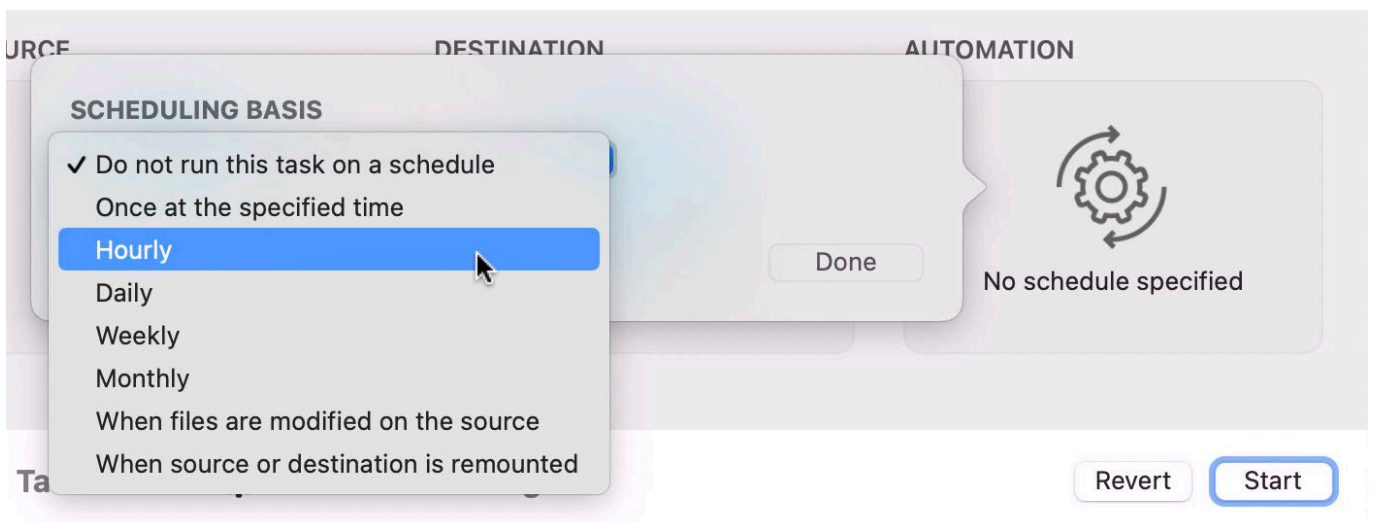 DESTINATION
AUTOMATION
SCHEDULING BASIS
✓ Do not run this task on a schedule
Once at the specified time
Hourly
Daily
Weekly
Monthly
When files are modified on the source
When source or destination is remounted
Done
No schedule specified
Revert
Start